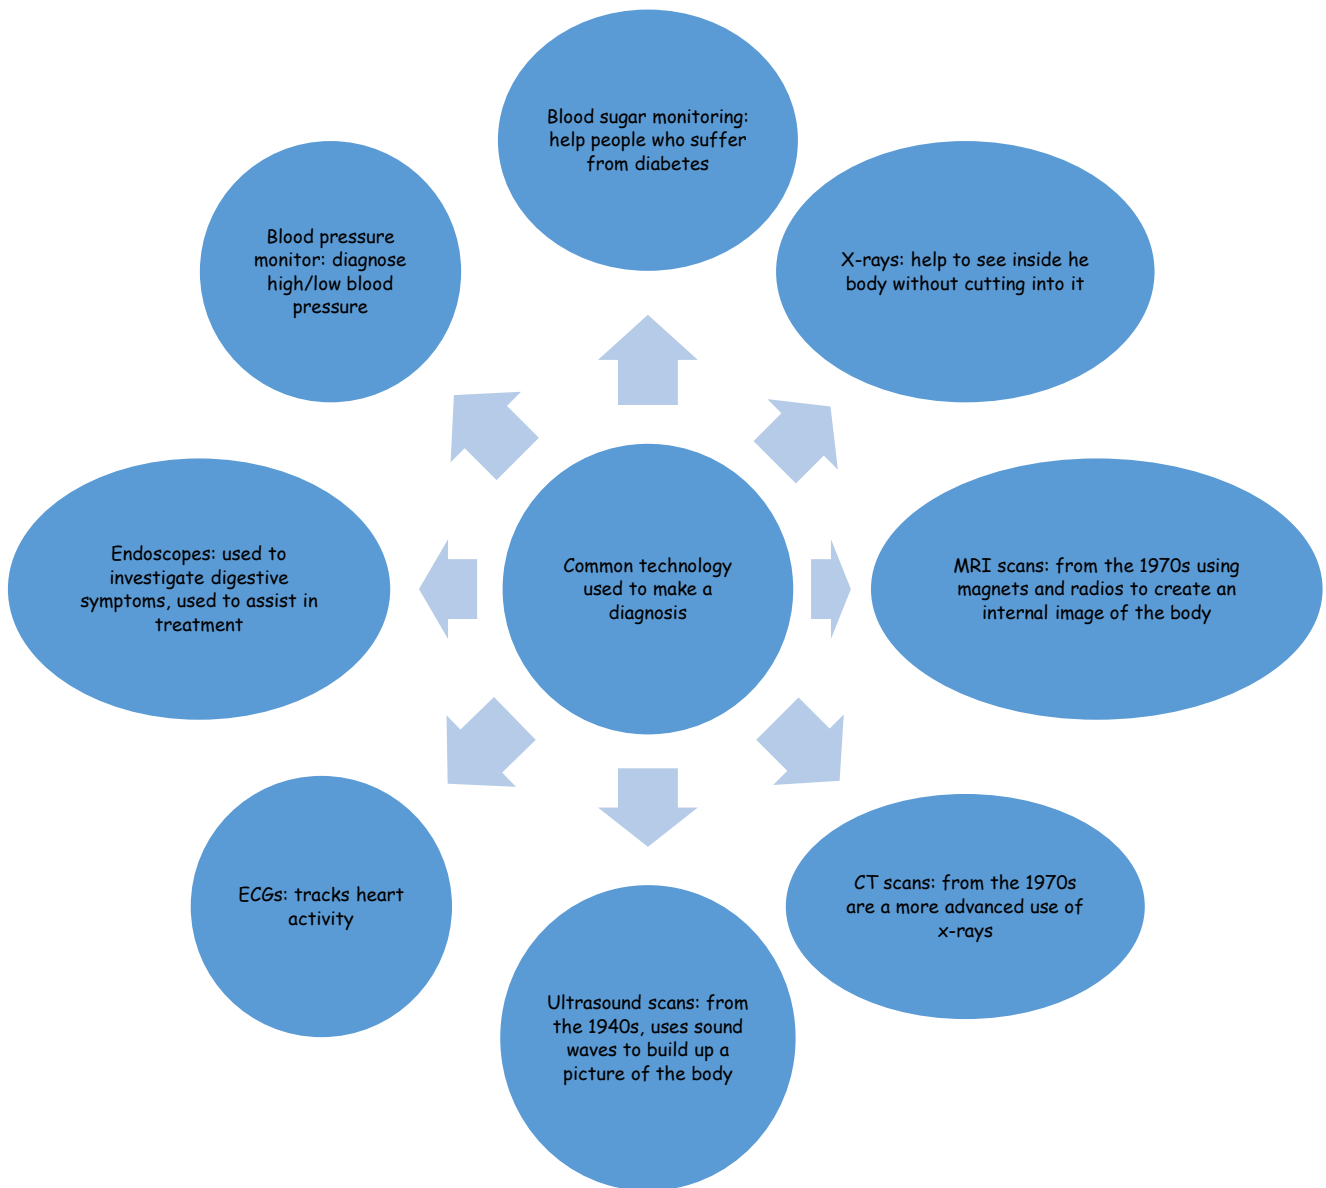 Blood sugar monitoring:
help people who suffer
from diabetes
X-rays: help to see inside he
body without cutting into it
MRI scans: from the 1970s using
magnets and radios to create an
internal image of the body
CT scans: from the 1970s
are a more advanced use of
x-rays
Ultrasound scans: from
the 1940s, uses sound
waves to build up a
picture of the body
ECGs: tracks heart
activity
Endoscopes: used to
investigate digestive
symptoms, used to assist in
treatment
Blood pressure
monitor: diagnose
high/low blood
pressure
Common technology
used to make a
diagnosis